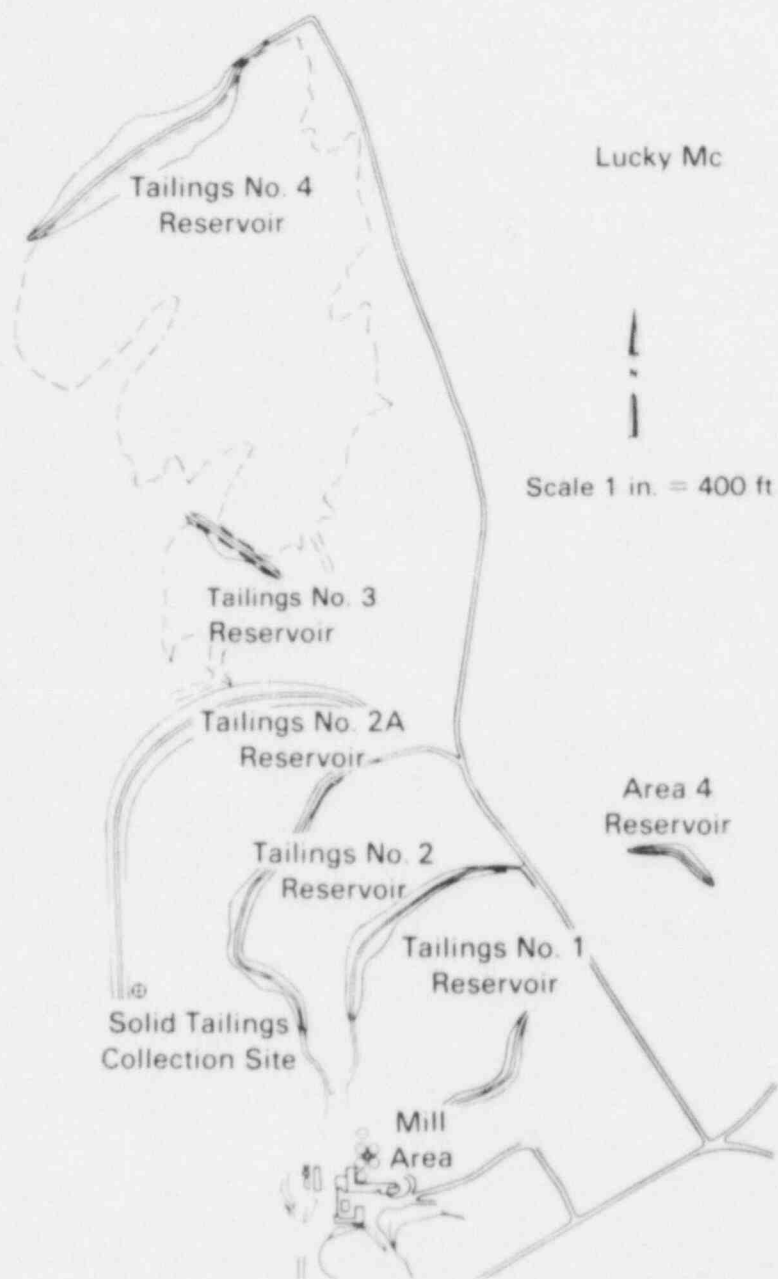 Lucky Mc
Tailings No. 4
Reservoir
N
Scale 1 in. = 400 ft
Tailings No. 3
Reservoir
Tailings No. 2A
Reservoir
Area 4
Reservoir
Tailings No. 2
Reservoir
Tailings No. 1
Reservoir
Solid Tailings
Collection Site
Mill
Area